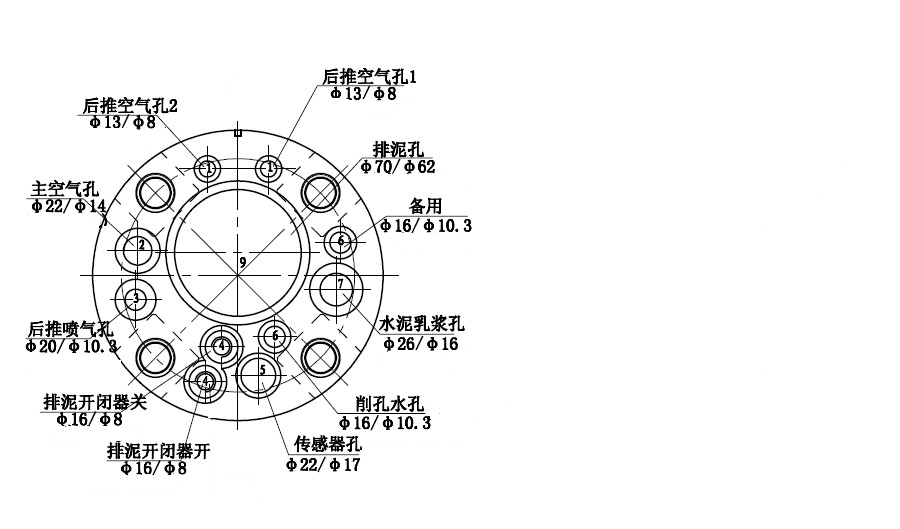 后推空气孔1
φ13/φ8
后推空气孔2
φ13/φ8
排泥孔
φ70/φ62
主空气孔
φ22/φ14
备用
φ16/φ10.3
1
1
2
6
9
7
3
后推喷气孔
φ20/φ10.3
水泥乳浆孔
φ26/φ16
6
4
5
4
排泥开闭器关
φ16/φ8
削孔水孔
φ16/φ10.3
排泥开闭器开
φ16/φ8
传感器孔
φ22/φ17